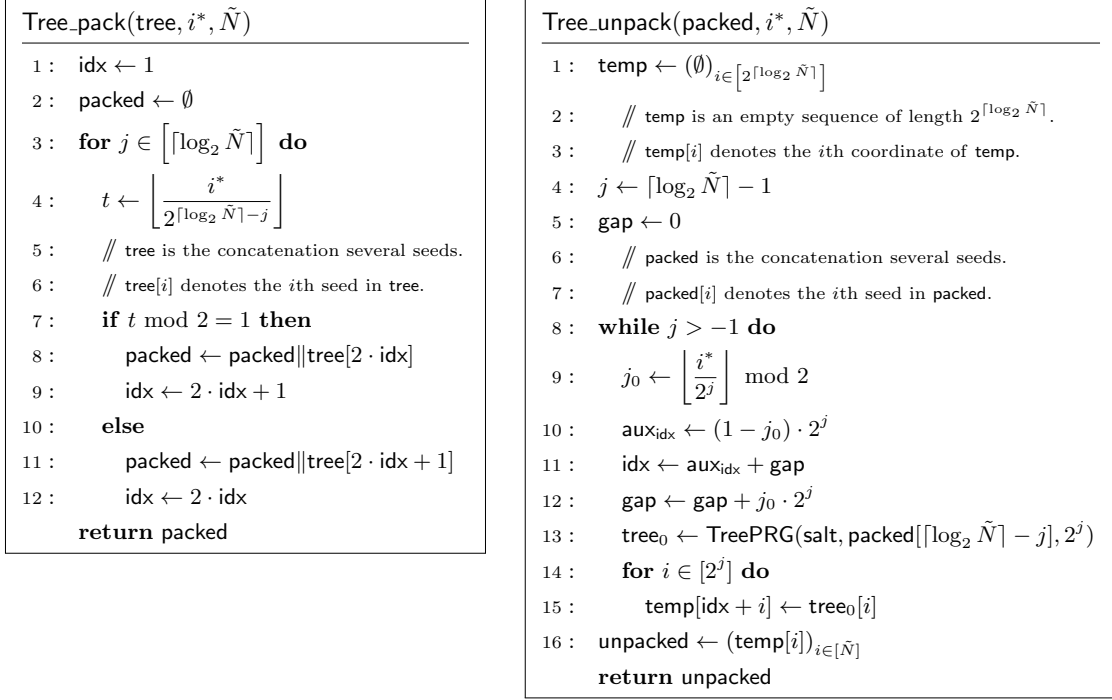 Tree_pack(tree, i*, Ñ)
1 : idx ← 1
2 : packed ← ∅
3 : for j ∈ [⌈log₂ Ñ⌉] do
4 : t ← ⌊ i* / 2^{⌈log₂ Ñ⌉−j} ⌋
5 : // tree is the concatenation several seeds.
6 : // tree[i] denotes the ith seed in tree.
7 : if t mod 2 = 1 then
8 : packed ← packed∥tree[2 · idx]
9 : idx ← 2 · idx + 1
10 : else
11 : packed ← packed∥tree[2 · idx + 1]
12 : idx ← 2 · idx
return packed
Tree_unpack(packed, i*, Ñ)
1 : temp ← (∅)_{i∈[2^{⌈log₂ Ñ⌉}]}
2 : // temp is an empty sequence of length 2^{⌈log₂ Ñ⌉}.
3 : // temp[i] denotes the ith coordinate of temp.
4 : j ← ⌈log₂ Ñ⌉ − 1
5 : gap ← 0
6 : // packed is the concatenation several seeds.
7 : // packed[i] denotes the ith seed in packed.
8 : while j > −1 do
9 : j₀ ← ⌊ i* / 2^j ⌋ mod 2
10 : aux_{idx} ← (1 − j₀) · 2^j
11 : idx ← aux_{idx} + gap
12 : gap ← gap + j₀ · 2^j
13 : tree₀ ← TreePRG(salt, packed[⌈log₂ Ñ⌉ − j], 2^j)
14 : for i ∈ [2^j] do
15 : temp[idx + i] ← tree₀[i]
16 : unpacked ← (temp[i])_{i∈[Ñ]}
return unpacked